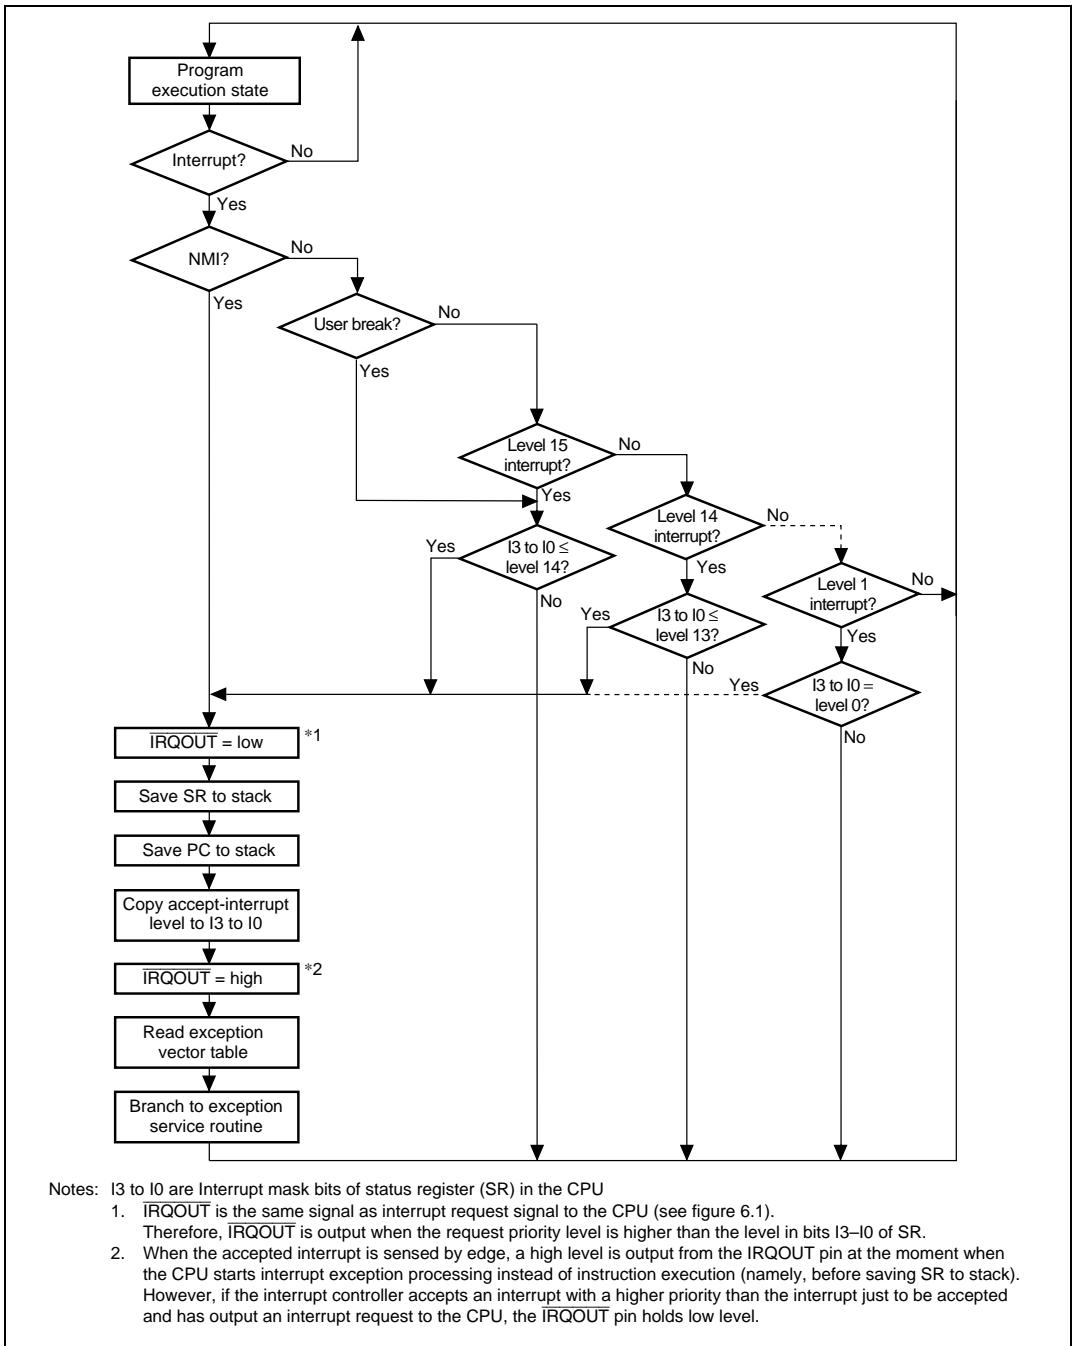 Program
execution state
Interrupt?
No
Yes
NMI?
No
Yes
User break?
No
Yes
Level 15
interrupt?
No
Yes
Level 14
interrupt?
No
Yes
I3 to I0 ≤
level 14?
Yes
No
Level 1
interrupt?
No
Yes
I3 to I0 ≤
level 13?
Yes
No
I3 to I0 =
level 0?
Yes
No
IRQOUT = low *1
Save SR to stack
Save PC to stack
Copy accept-interrupt
level to I3 to I0
IRQOUT = high *2
Read exception
vector table
Branch to exception
service routine
Notes: I3 to I0 are Interrupt mask bits of status register (SR) in the CPU
1. IRQOUT is the same signal as interrupt request signal to the CPU (see figure 6.1).
Therefore, IRQOUT is output when the request priority level is higher than the level in bits I3–I0 of SR.
2. When the accepted interrupt is sensed by edge, a high level is output from the IRQOUT pin at the moment when
the CPU starts interrupt exception processing instead of instruction execution (namely, before saving SR to stack).
However, if the interrupt controller accepts an interrupt with a higher priority than the interrupt just to be accepted
and has output an interrupt request to the CPU, the IRQOUT pin holds low level.